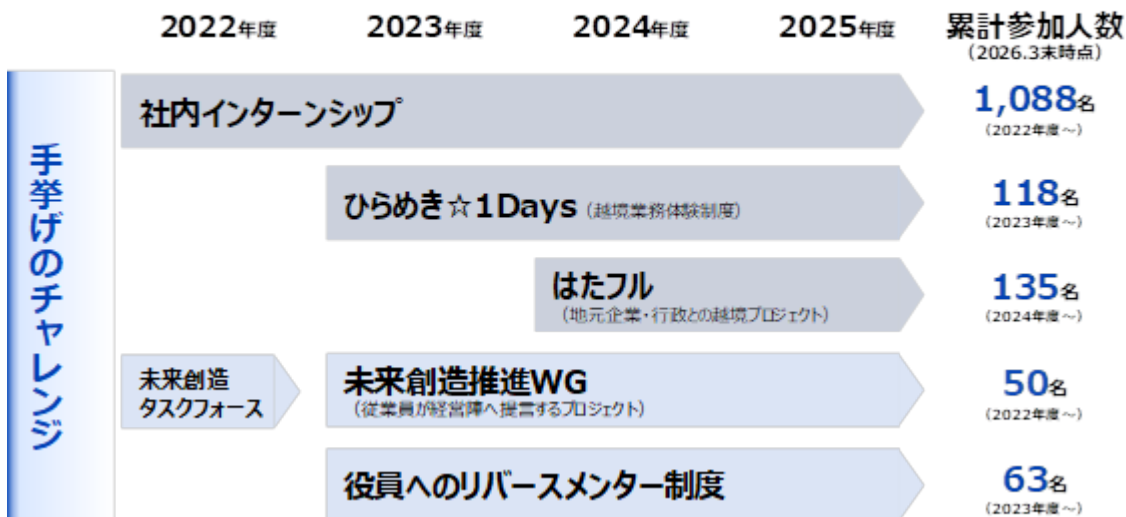 2022年度 2023年度 2024年度 2025年度 累計参加人数
(2026.3末時点)
手挙げのチャレンジ
社内インターンシップ
1,088名
(2022年度~)
ひらめき☆1Days (越境業務体験制度)
118名
(2023年度~)
はたフル
(地元企業・行政との越境プロジェクト)
135名
(2024年度~)
未来創造
タスクフォース
未来創造推進WG
(従業員が経営陣へ提言するプロジェクト)
50名
(2022年度~)
役員へのリバースメンター制度
63名
(2023年度~)